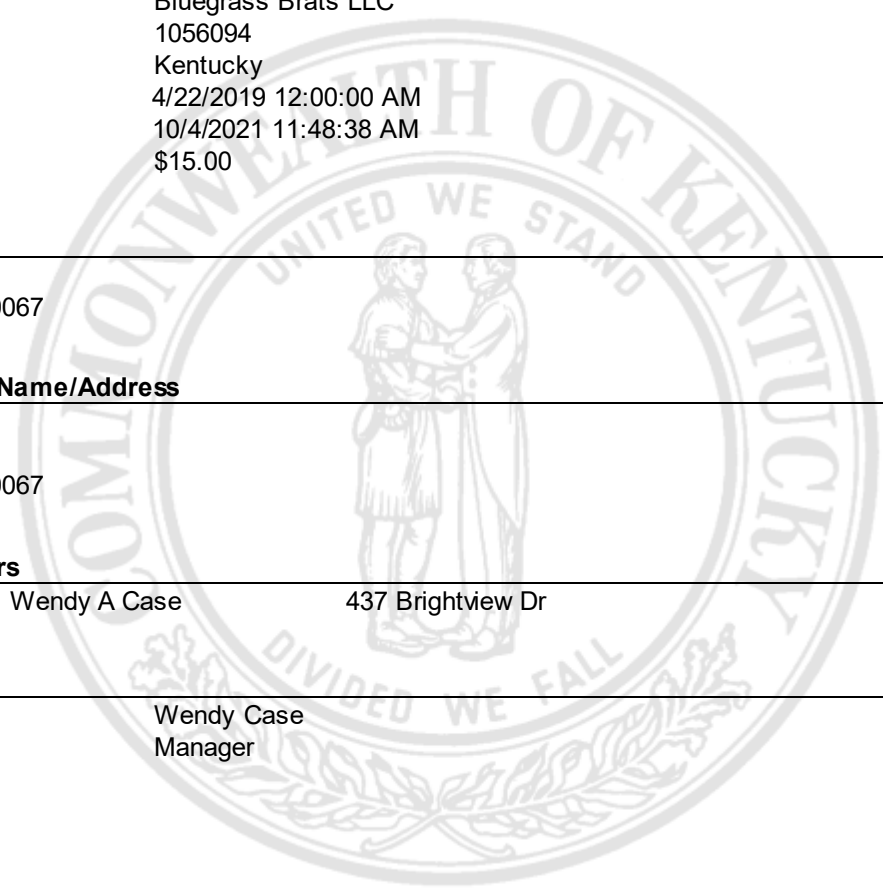 Bluegrass Brats LLC
1056094
Kentucky
4/22/2019 12:00:00 AM
10/4/2021 11:48:38 AM
$15.00
0067
Name/Address
0067
rs
Wendy A Case 437 Brightview Dr
Wendy Case
Manager
COMMONWEALTH OF KENTUCKY
UNITED WE STAND
DIVIDED WE FALL